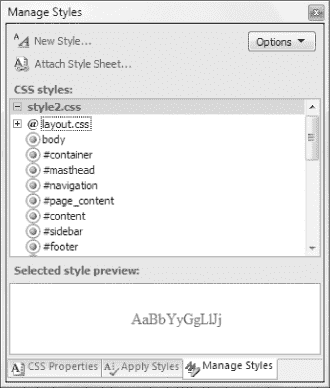 Manage Styles
New Style...
Options
Attach Style Sheet...
CSS styles:
style2.css
@ layout.css
body
#container
#masthead
#navigation
#page_content
#content
#sidebar
#footer
Selected style preview:
AaBbYyGgLlJj
CSS Properties Apply Styles Manage Styles